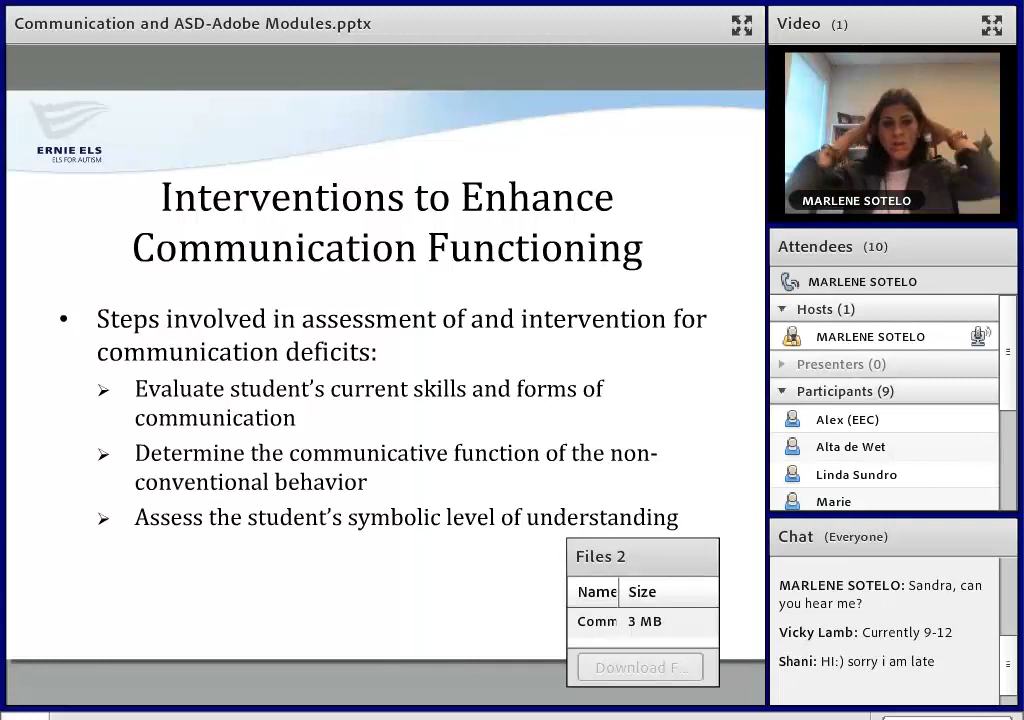 Communication and ASD-Adobe Modules.pptx
ERNIE ELS
ELS FOR AUTISM
Interventions to Enhance
Communication Functioning
• Steps involved in assessment of and intervention for
communication deficits:
➢ Evaluate student’s current skills and forms of
communication
➢ Determine the communicative function of the non-
conventional behavior
➢ Assess the student’s symbolic level of understanding
Files 2
Name Size
Comm 3 MB
Download F...
Video (1)
MARLENE SOTELO
Attendees (10)
MARLENE SOTELO
Hosts (1)
MARLENE SOTELO
Presenters (0)
Participants (9)
Alex (EEC)
Alta de Wet
Linda Sundro
Marie
Chat (Everyone)
MARLENE SOTELO: Sandra, can
you hear me?
Vicky Lamb: Currently 9-12
Shani: HI:) sorry i am late